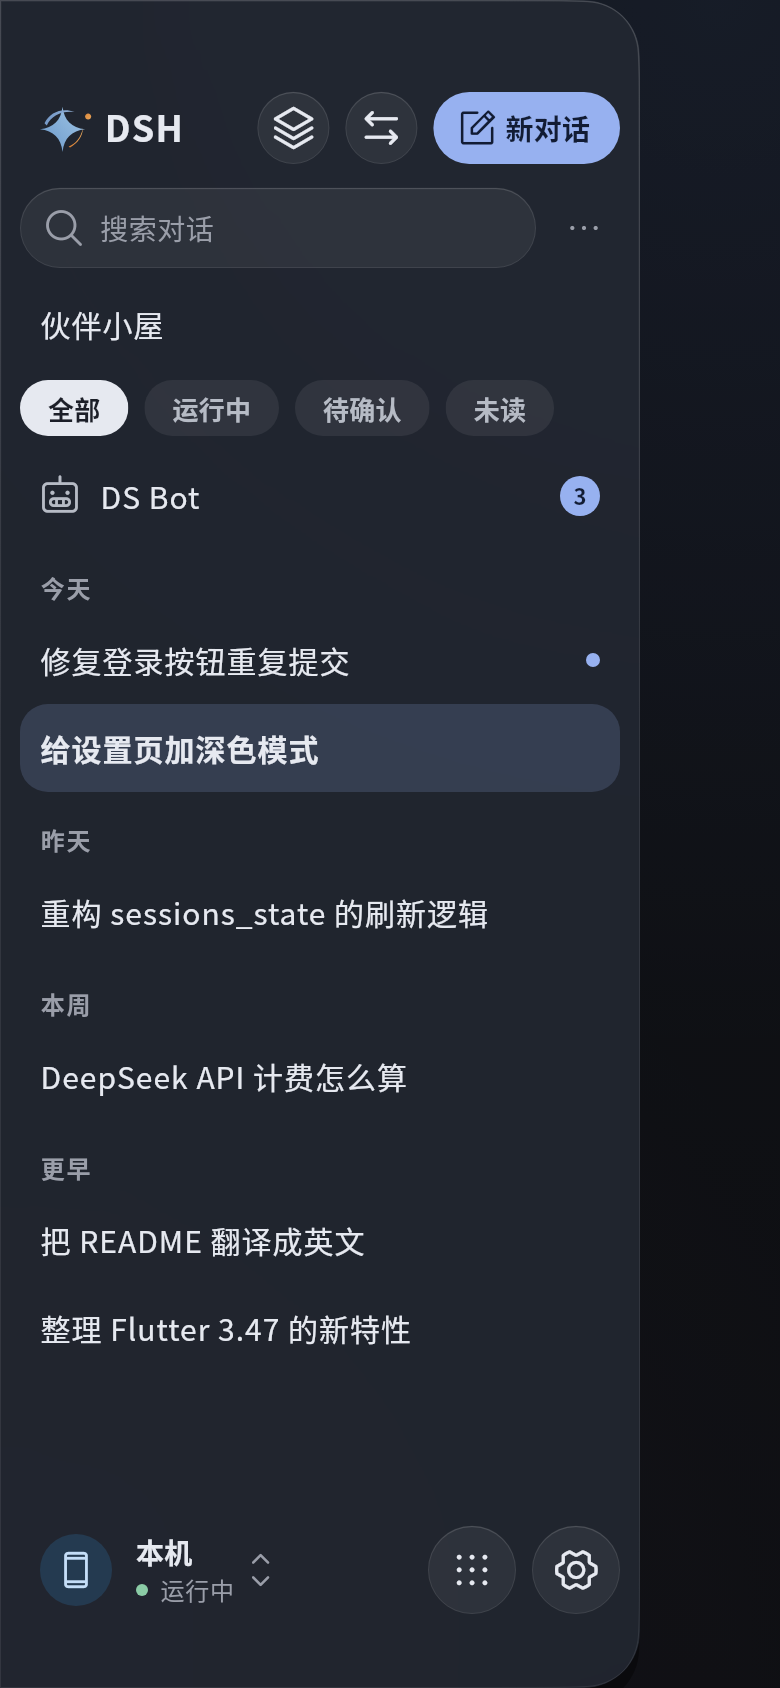 DSH
新对话
搜索对话
伙伴小屋
全部 运行中 待确认 未读
DS Bot 3
今天
修复登录按钮重复提交
给设置页加深色模式
昨天
重构 sessions_state 的刷新逻辑
本周
DeepSeek API 计费怎么算
更早
把 README 翻译成英文
整理 Flutter 3.47 的新特性
本机
运行中